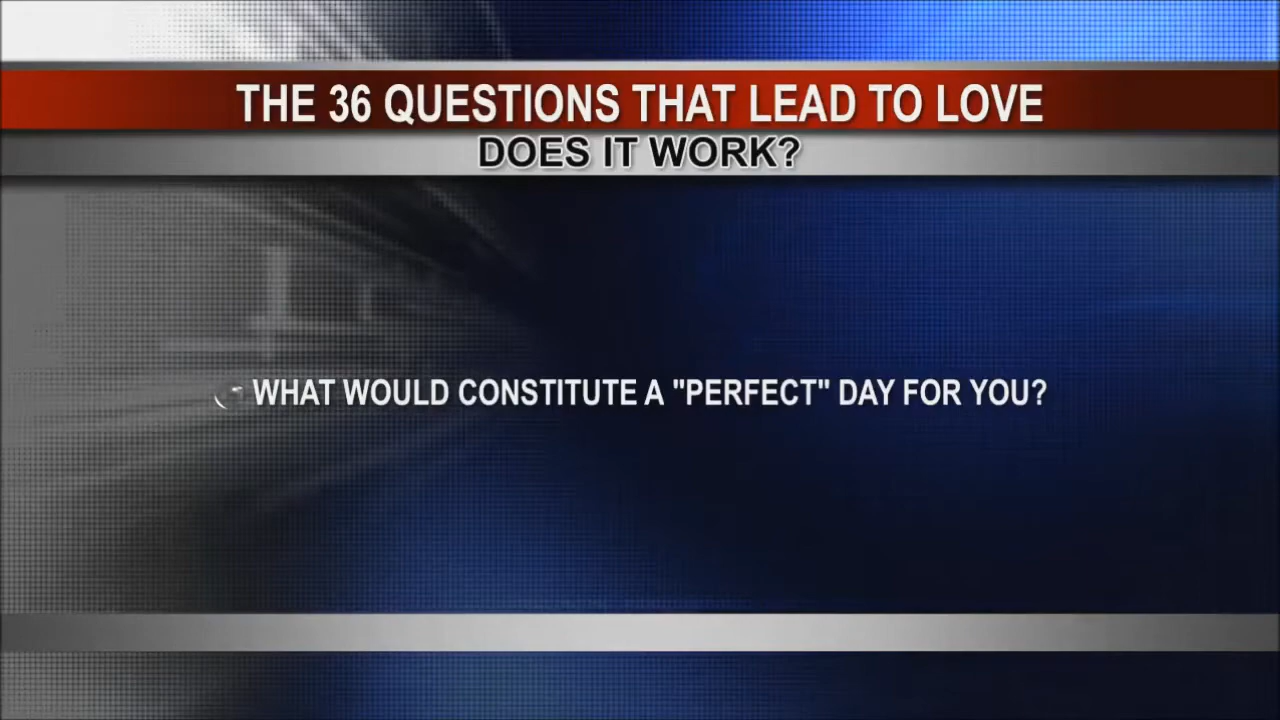 THE 36 QUESTIONS THAT LEAD TO LOVE
DOES IT WORK?
WHAT WOULD CONSTITUTE A "PERFECT" DAY FOR YOU?